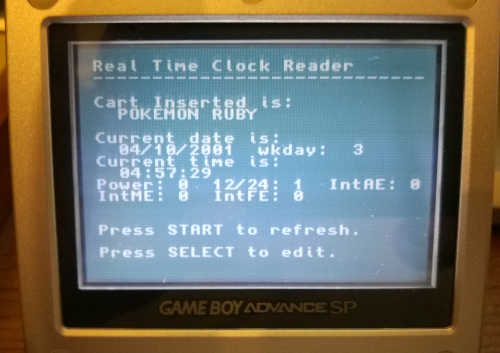 Real Time Clock Reader
Cart Inserted is:
POKEMON RUBY
Current date is:
04/10/2001 wkday: 3
Current time is:
04:57:29
Power: 0 12/24: 1 IntAE: 0
IntME: 0 IntFE: 0
Press START to refresh.
Press SELECT to edit.
GAME BOY ADVANCE SP